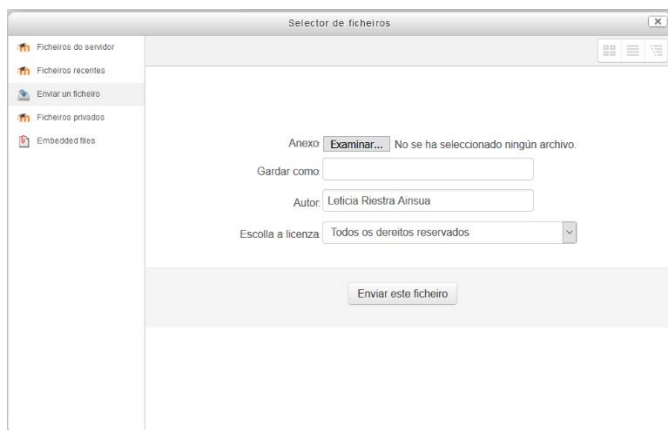 Selector de ficheiros
Ficheiros do servidor
Ficheiros recentes
Enviar un ficheiro
Ficheiros privados
Embedded files
Anexo: Examinar... No se ha seleccionado ningún archivo.
Gardar como:
Autor: Leticia Riestra Ainsua
Escolla a licenza: Todos os dereitos reservados
Enviar este ficheiro